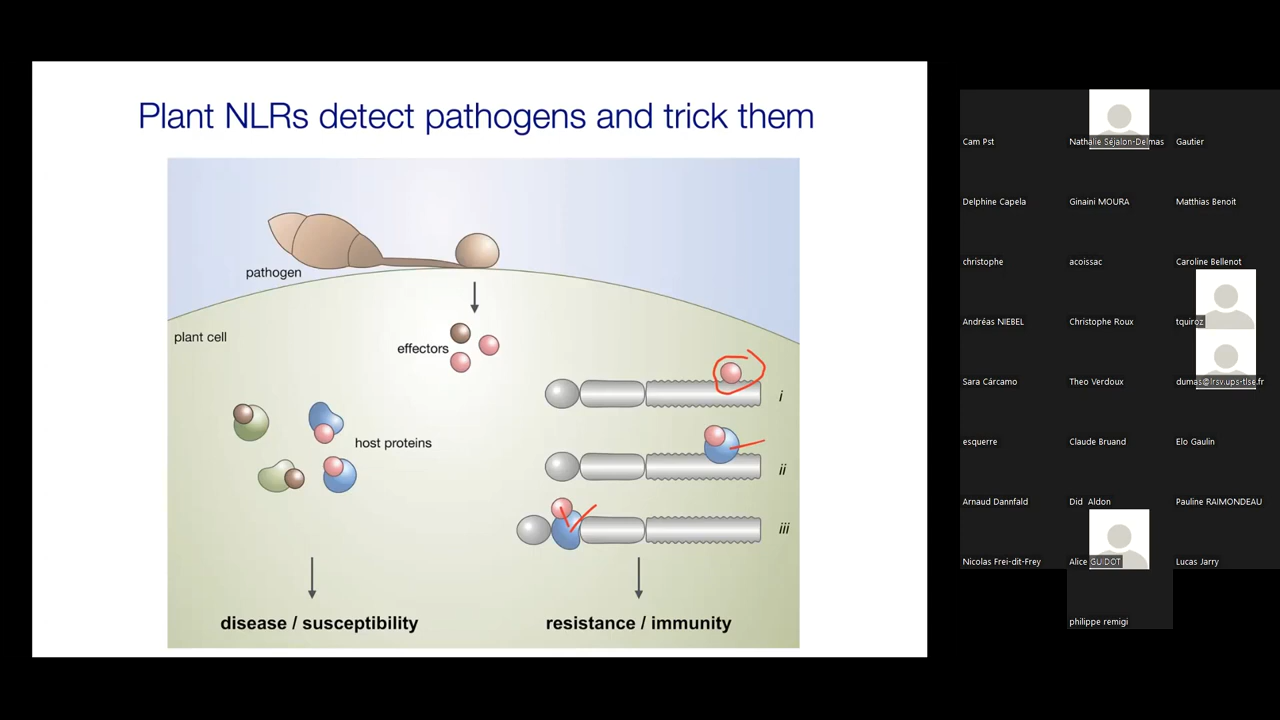 Plant NLRs detect pathogens and trick them
pathogen
plant cell
effectors
host proteins
i
ii
iii
disease / susceptibility
resistance / immunity
Cam Pst
Nathalie Séjalon-Delmas
Gautier
Delphine Capela
Ginaini MOURA
Matthias Benoit
christophe
acoissac
Caroline Bellenot
Andréas NIEBEL
Christophe Roux
tquiroz
Sara Cárcamo
Theo Verdoux
dumas@lrsv.ups-tlse.fr
esquerre
Claude Bruand
Elo Gaulin
Arnaud Dannfald
Did Aldon
Pauline RAIMONDEAU
Nicolas Frei-dit-Frey
Alice GUIDOT
Lucas Jarry
philippe remigi